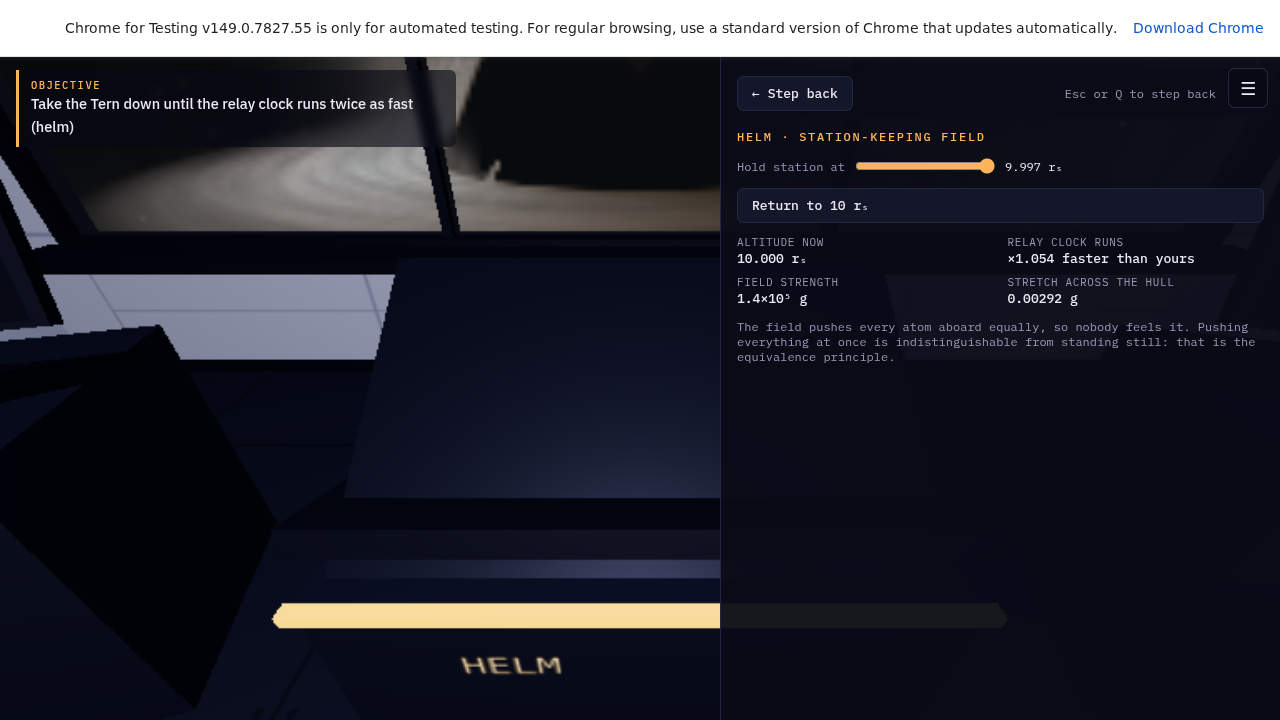 Chrome for Testing v149.0.7827.55 is only for automated testing. For regular browsing, use a standard version of Chrome that updates automatically. Download Chrome
OBJECTIVE
Take the Tern down until the relay clock runs twice as fast
(helm)
← Step back
Esc or Q to step back
☰
HELM · STATION-KEEPING FIELD
Hold station at 9.997 rₛ
Return to 10 rₛ
ALTITUDE NOW
10.000 rₛ
RELAY CLOCK RUNS
×1.054 faster than yours
FIELD STRENGTH
1.4×10⁵ g
STRETCH ACROSS THE HULL
0.00292 g
The field pushes every atom aboard equally, so nobody feels it. Pushing
everything at once is indistinguishable from standing still: that is the
equivalence principle.
HELM